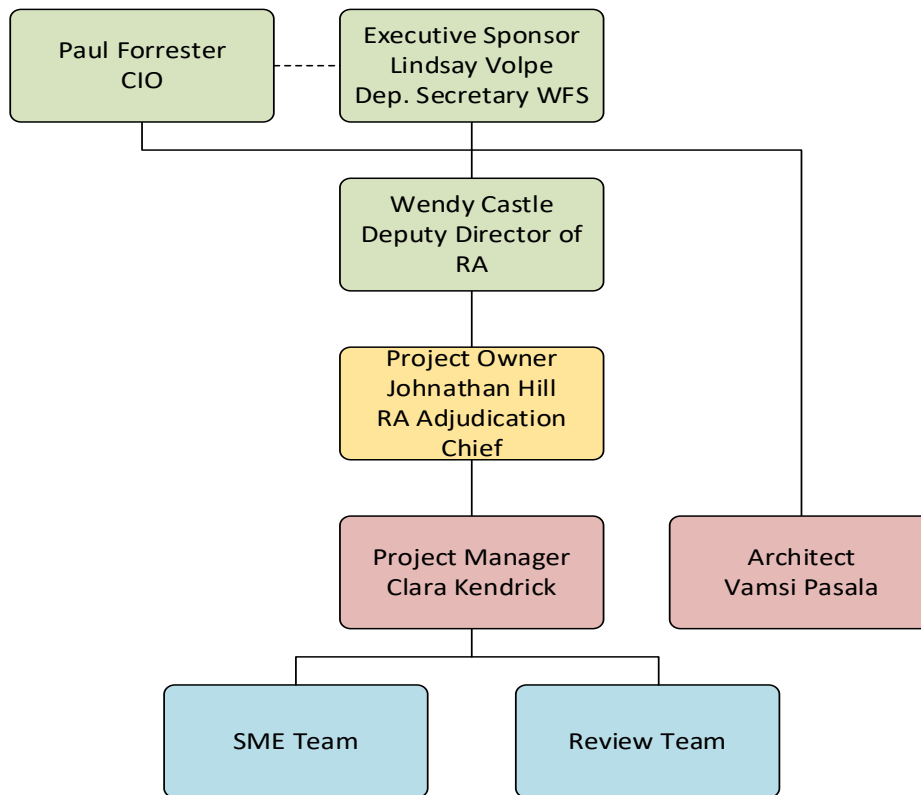 Paul Forrester
CIO
Executive Sponsor
Lindsay Volpe
Dep. Secretary WFS
Wendy Castle
Deputy Director of
RA
Project Owner
Johnathan Hill
RA Adjudication
Chief
Project Manager
Clara Kendrick
Architect
Vamsi Pasala
SME Team
Review Team